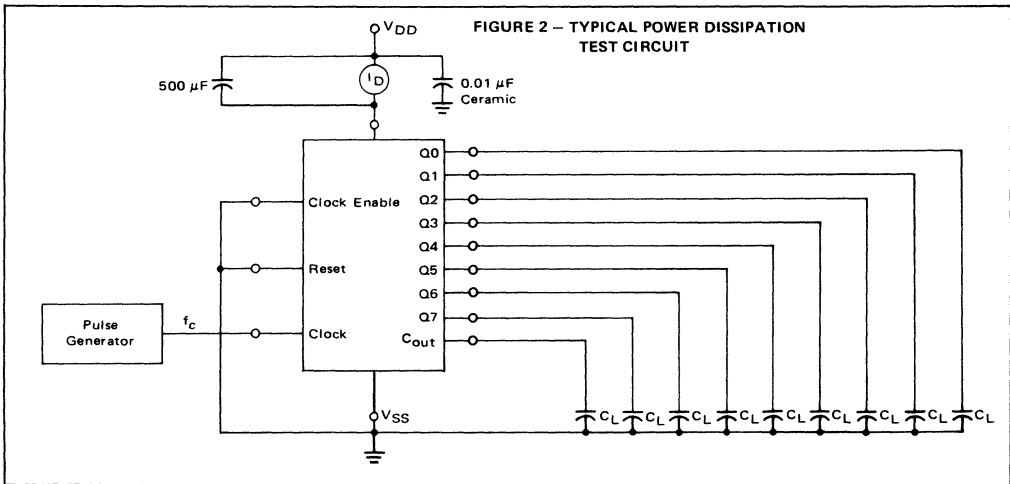 FIGURE 2 – TYPICAL POWER DISSIPATION
TEST CIRCUIT
VDD
500 µF
ID
0.01 µF
Ceramic
Q0
Q1
Clock Enable
Q2
Q3
Q4
Reset
Q5
Q6
Pulse
Generator
fc
Clock
Q7
Cout
VSS
CL
CL
CL
CL
CL
CL
CL
CL
CL